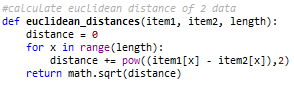 #calculate euclidean distance of 2 data
def euclidean_distances(item1, item2, length):
    distance = 0
    for x in range(length):
        distance += pow((item1[x] - item2[x]),2)
    return math.sqrt(distance)